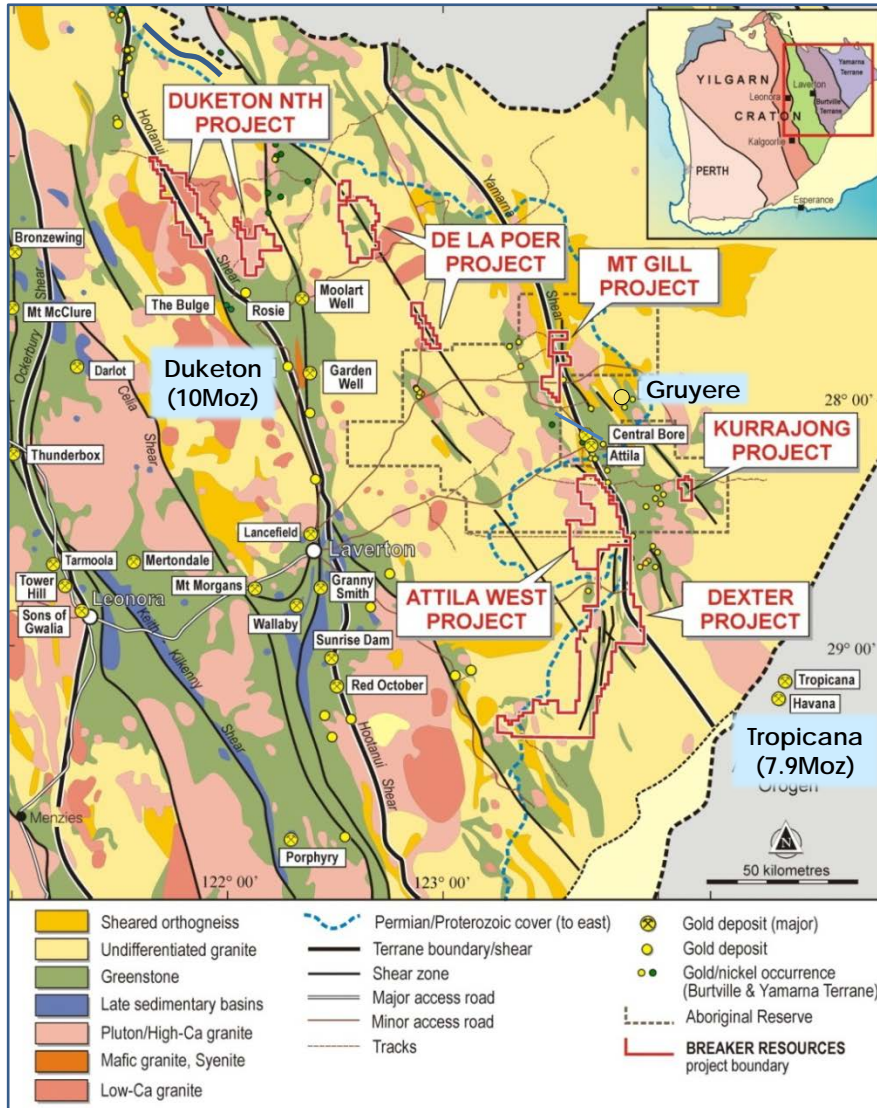 YILGARN
CRATON
Yamarna
Terrane
Laverton
Leonora
Burtville
Terrane
Kalgoorlie
PERTH
Esperance
DUKETON NTH
PROJECT
Hootanui
Shear
Yamarna
Shear
DE LA POER
PROJECT
MT GILL
PROJECT
Bronzewing
Mt McClure
Shear
Ockerbury
The Bulge
Rosie
Moolart
Well
Darlot
Duketon
(10Moz)
Garden
Well
Gruyere
28° 00'
Celia
Shear
Central Bore
Attila
KURRAJONG
PROJECT
Thunderbox
Lancefield
Laverton
Tarmoola
Mertondale
Tower
Hill
Leonora
Mt Morgans
Granny
Smith
Sons of
Gwalia
Wallaby
ATTILA WEST
PROJECT
DEXTER
PROJECT
Keith
Kilkenny
Shear
Sunrise Dam
Red October
29° 00'
Tropicana
Havana
Hootanui
Shear
Tropicana
(7.9Moz)
Orogen
Menzies
Porphyry
N
122° 00'
123° 00'
50 kilometres
Sheared orthogneiss
Undifferentiated granite
Greenstone
Late sedimentary basins
Pluton/High-Ca granite
Mafic granite, Syenite
Low-Ca granite
Permian/Proterozoic cover (to east)
Terrane boundary/shear
Shear zone
Major access road
Minor access road
Tracks
Gold deposit (major)
Gold deposit
Gold/nickel occurrence
(Burtville & Yamarna Terrane)
Aboriginal Reserve
BREAKER RESOURCES
project boundary